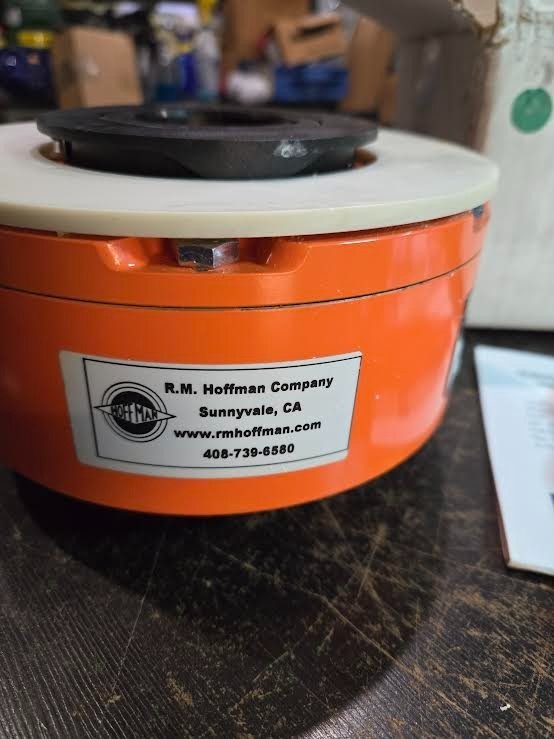 HOFFMAN
R.M. Hoffman Company
Sunnyvale, CA
www.rmhoffman.com
408-739-6580